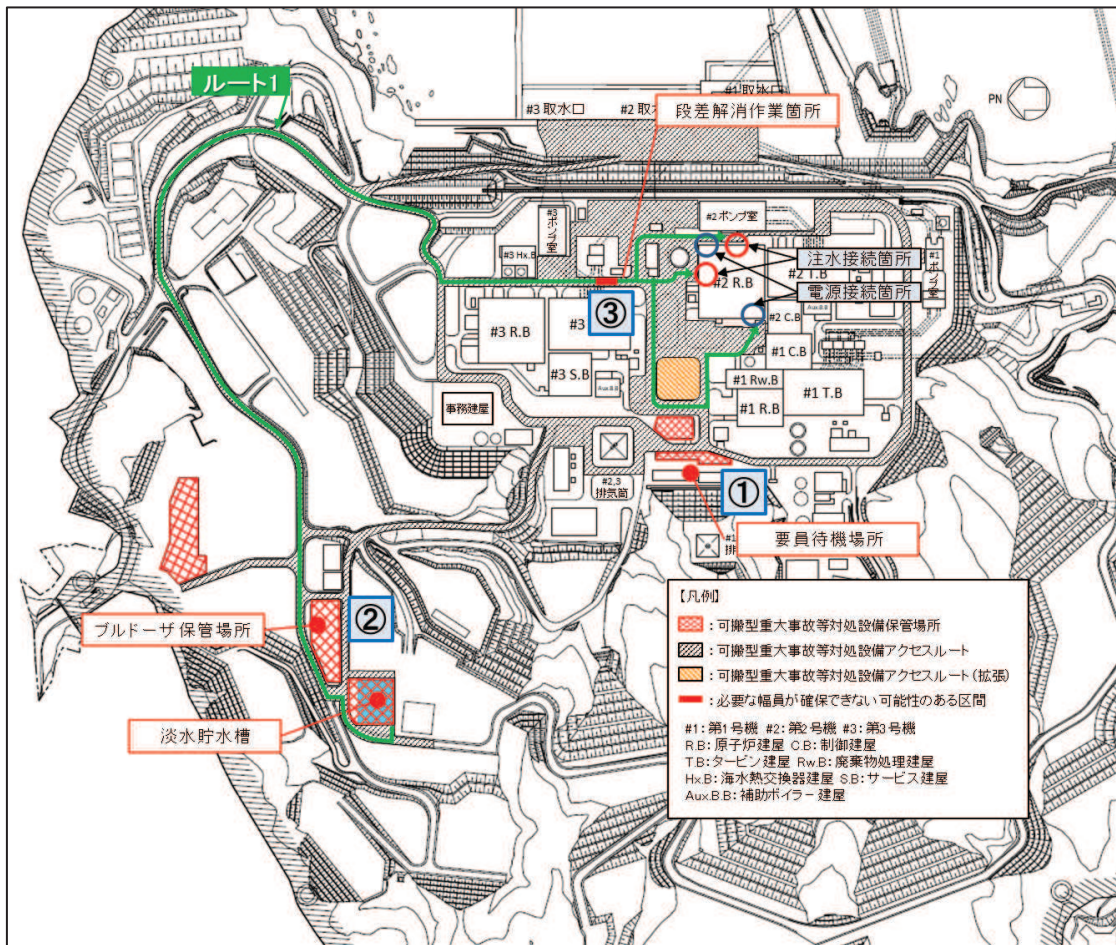 ルート1
#1 取水口
#3 取水口
#2 取水
段差解消作業箇所
PN
#3
ポンプ室
#2 ポンプ室
#3 Hx.B
注水接続箇所
#2 T.B
電源接続箇所
#1
ポンプ室
#2 R.B
Aux.B.B
③
#2 C.B
#3 R.B
#3
#1 C.B
#3 S.B
Aux.B.B
#1 Rw.B
#1 T.B
#1 R.B
事務建屋
#2,3
排気筒
①
#1
排
要員待機場所
ブルドーザ保管場所
②
淡水貯水槽
【凡例】
:可搬型重大事故等対処設備保管場所
:可搬型重大事故等対処設備アクセスルート
:可搬型重大事故等対処設備アクセスルート(拡張)
:必要な幅員が確保できない可能性のある区間
#1:第1号機 #2:第2号機 #3:第3号機
R.B:原子炉建屋 C.B:制御建屋
T.B:タービン建屋 Rw.B:廃棄物処理建屋
Hx.B:海水熱交換器建屋 S.B:サービス建屋
Aux.B.B:補助ボイラー建屋